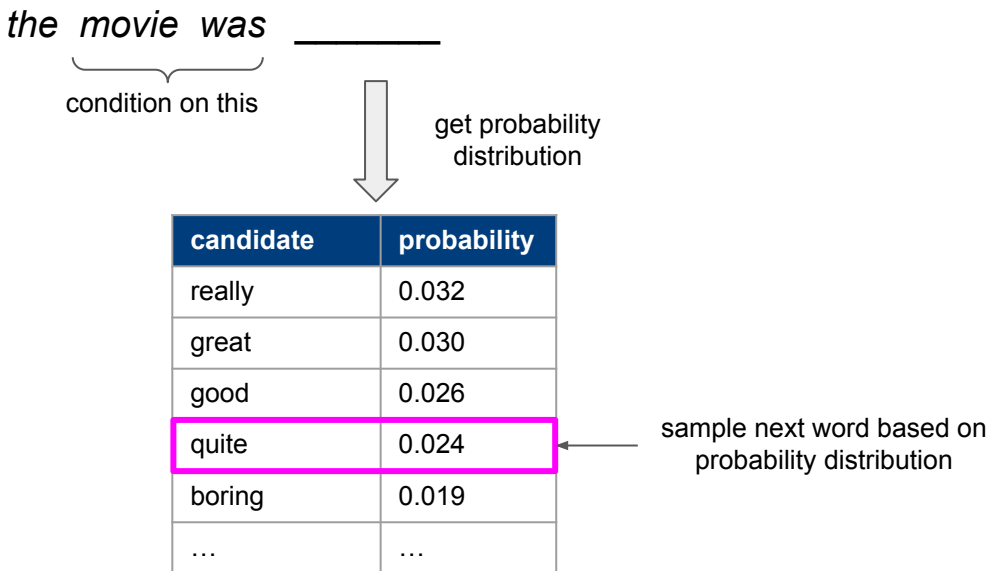 the movie was ______
condition on this
get probability
distribution
candidate probability
really 0.032
great 0.030
good 0.026
quite 0.024
sample next word based on
probability distribution
boring 0.019
… …